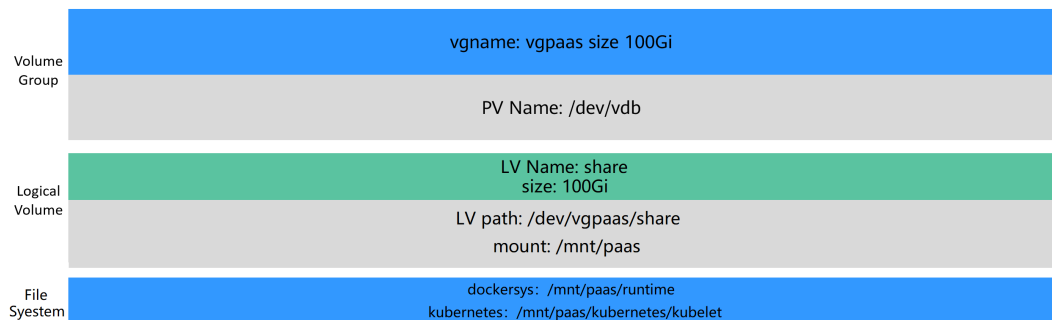 Volume
Group
vgname: vgpaas size 100Gi
PV Name: /dev/vdb
Logical
Volume
LV Name: share
size: 100Gi
LV path: /dev/vgpaas/share
mount: /mnt/paas
File
Syestem
dockersys：/mnt/paas/runtime
kubernetes：/mnt/paas/kubernetes/kubelet